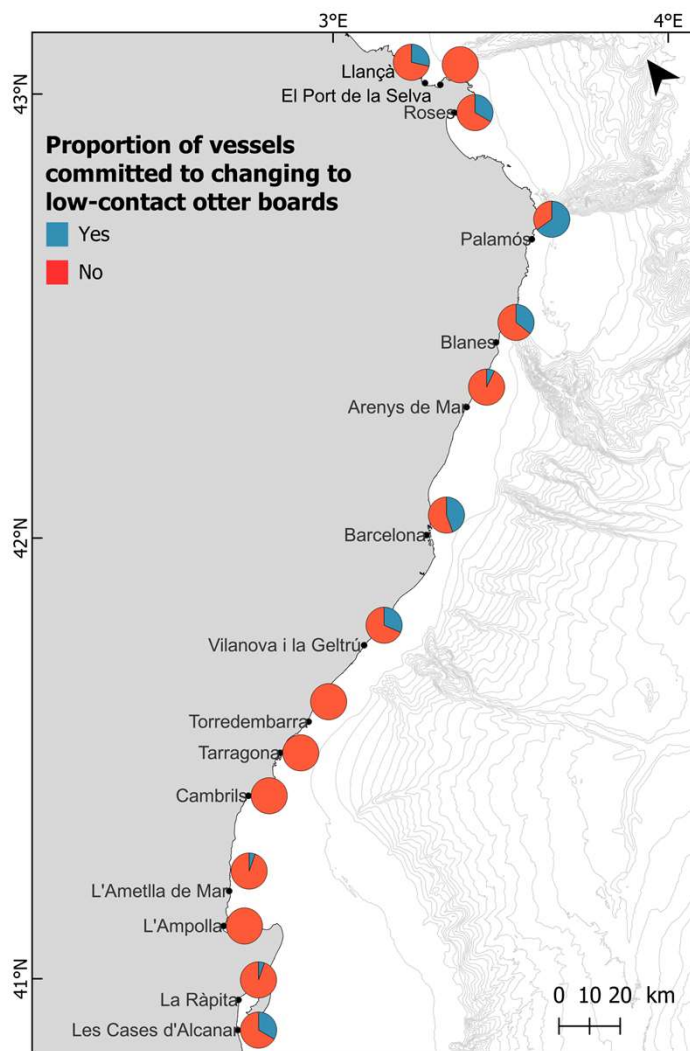 3°E
4°E
43°N
42°N
41°N
Llançà
El Port de la Selva
Roses
Proportion of vessels
committed to changing to
low-contact otter boards
Yes
No
Palamós
Blanes
Arenys de Mar
Barcelona
Vilanova i la Geltrú
Torredembarra
Tarragona
Cambrils
L'Ametlla de Mar
L'Ampolla
La Ràpita
Les Cases d'Alcanar
0 10 20 km